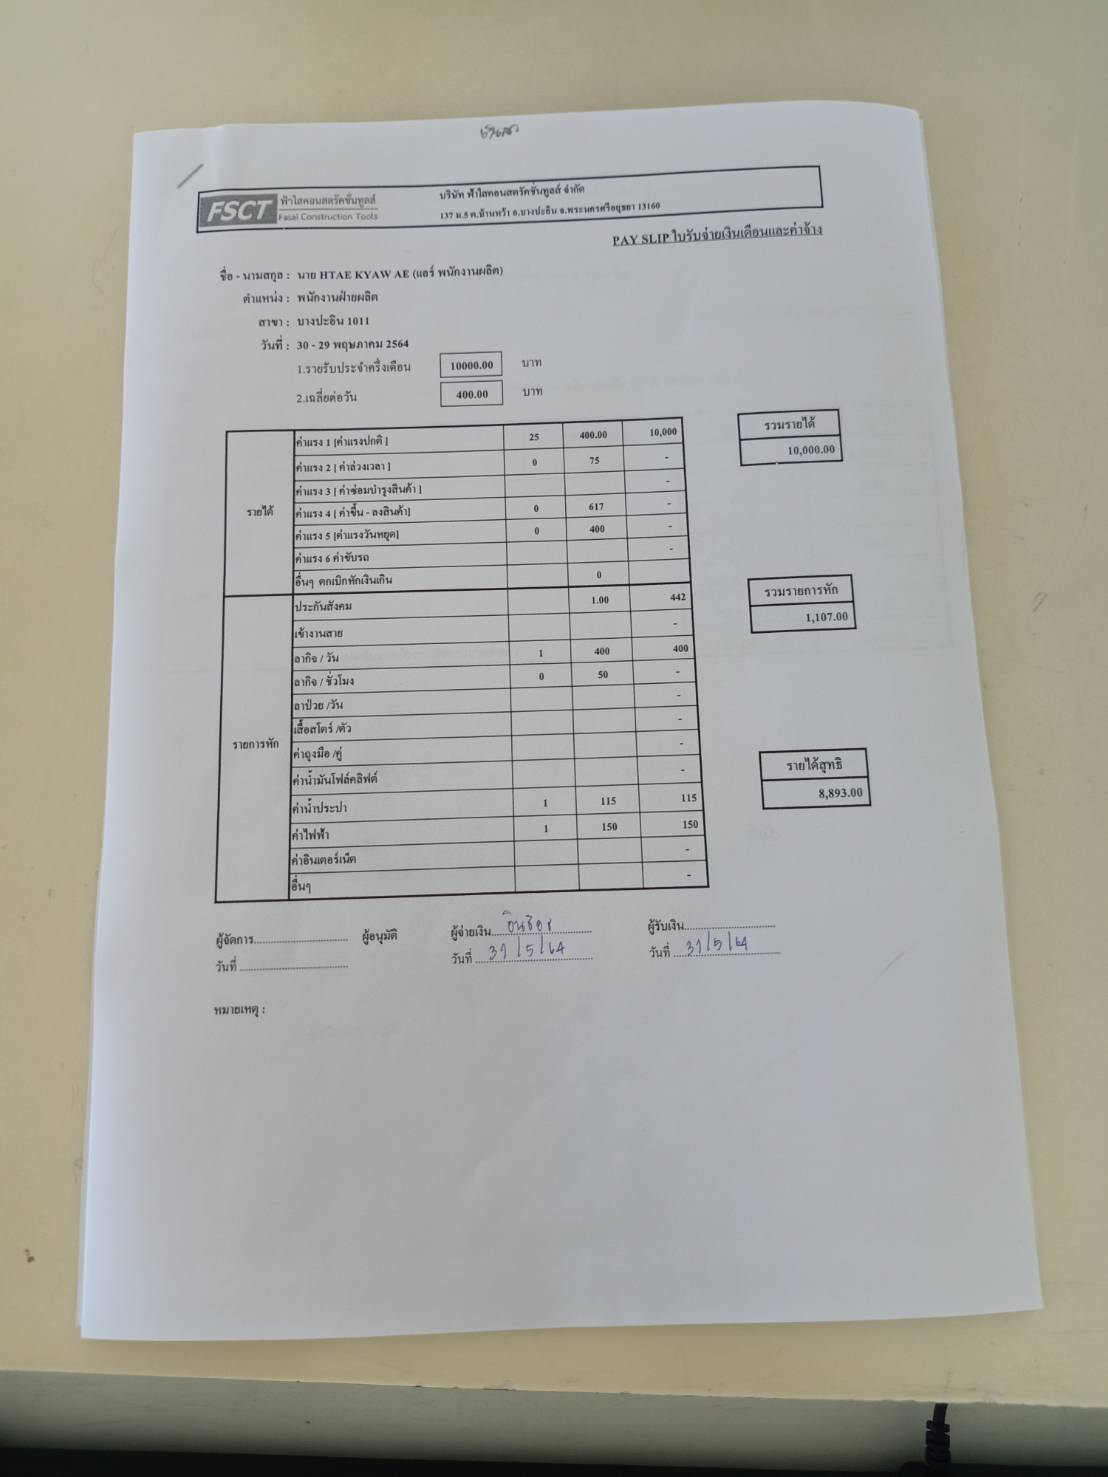 FSCT ฟ้าใสคอนสตรัคชั่นทูลส์
Fasai Construction Tools
บริษัท ฟ้าใสคอนสตรัคชั่นทูลส์ จำกัด
137 ม.5 ต.บ้านหว้า อ.บางปะอิน จ.พระนครศรีอยุธยา 13160
PAY SLIP ใบรับจ่ายเงินเดือนและค่าจ้าง
ชื่อ - นามสกุล : นาย HTAE KYAW AE (แอร์ พนักงานผลิต)
ตำแหน่ง : พนักงานฝ่ายผลิต
สาขา : บางปะอิน 1011
วันที่ : 30 - 29 พฤษภาคม 2564
1.รายรับประจำครึ่งเดือน 10000.00 บาท
2.เฉลี่ยต่อวัน 400.00 บาท
รายได้
ค่าแรง 1 [ค่าแรงปกติ ] 25 400.00 10,000
ค่าแรง 2 [ ค่าล่วงเวลา ] 0 75 -
ค่าแรง 3 [ ค่าซ่อมบำรุงสินค้า ] -
ค่าแรง 4 [ ค่าขึ้น - ลงสินค้า] 0 617 -
ค่าแรง 5 [ค่าแรงวันหยุด] 0 400 -
ค่าแรง 6 ค่าขับรถ -
อื่นๆ ตกเบิกหักเงินเกิน 0
รวมรายได้
10,000.00
รายการหัก
ประกันสังคม 1.00 442
เข้างานสาย -
ลากิจ / วัน 1 400 400
ลากิจ / ชั่วโมง 0 50 -
ลาป่วย /วัน -
เสื้อสโตร์ /ตัว -
ค่าถุงมือ /คู่ -
ค่าน้ำมันโฟล์คลิฟต์ -
ค่าน้ำประปา 1 115 115
ค่าไฟฟ้า 1 150 150
ค่าอินเตอร์เน็ต -
อื่นๆ -
รวมรายการหัก
1,107.00
รายได้สุทธิ
8,893.00
ผู้จัดการ ผู้อนุมัติ ผู้จ่ายเงิน ผู้รับเงิน
วันที่ วันที่ 31/5/64 วันที่ 31/5/64
หมายเหตุ :